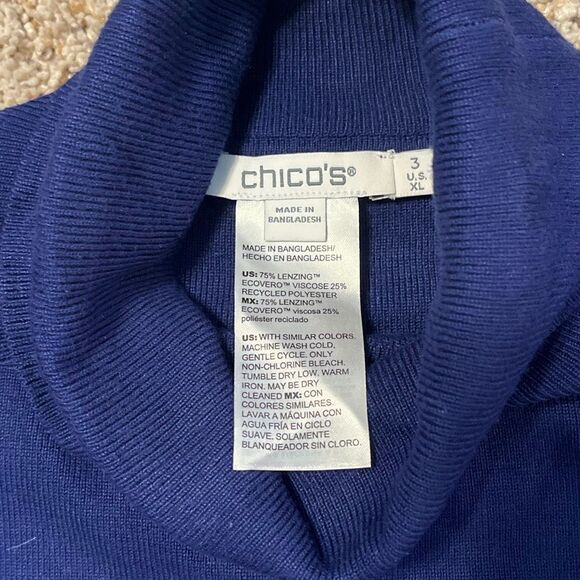 chico's®
3
U.S.
XL
MADE IN
BANGLADESH
MADE IN BANGLADESH/
HECHO EN BANGLADESH
US: 75% LENZING™
ECOVERO™ VISCOSE 25%
RECYCLED POLYESTER
MX: 75% LENZING™
ECOVERO™ viscosa 25%
poliéster reciclado
US: WITH SIMILAR COLORS.
MACHINE WASH COLD,
GENTLE CYCLE. ONLY
NON-CHLORINE BLEACH.
TUMBLE DRY LOW. WARM
IRON. MAY BE DRY
CLEANED MX: CON
COLORES SIMILARES.
LAVAR A MÁQUINA CON
AGUA FRÍA EN CICLO
SUAVE. SOLAMENTE
BLANQUEADOR SIN CLORO.